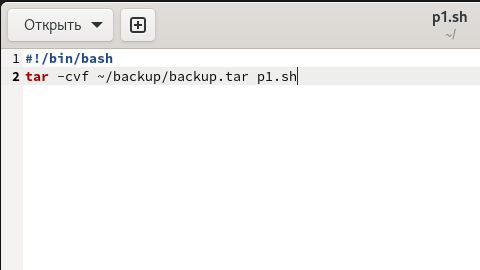 Открыть
p1.sh
~/
1 #!/bin/bash
2 tar -cvf ~/backup/backup.tar p1.sh